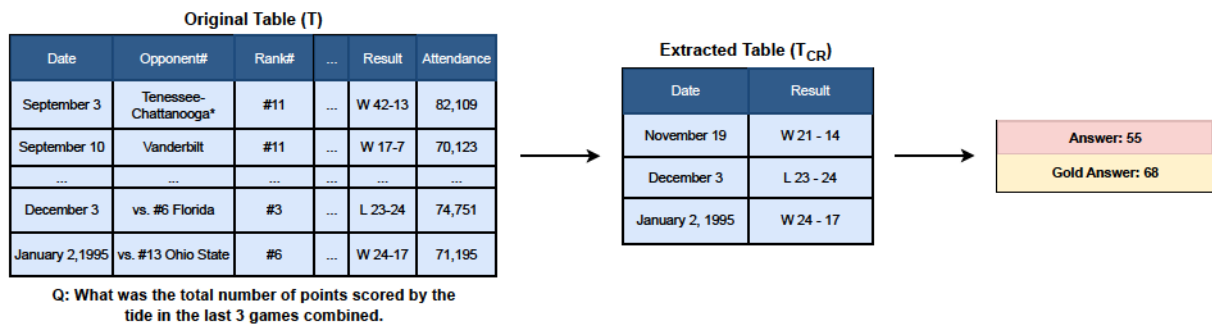 Original Table (T)
Date Opponent# Rank# ... Result Attendance
September 3 Tenessee-Chattanooga* #11 ... W 42-13 82,109
September 10 Vanderbilt #11 ... W 17-7 70,123
... ... ... ... ... ...
December 3 vs. #6 Florida #3 ... L 23-24 74,751
January 2,1995 vs. #13 Ohio State #6 ... W 24-17 71,195
Q: What was the total number of points scored by the
tide in the last 3 games combined.
Extracted Table (TCR)
Date Result
November 19 W 21 - 14
December 3 L 23 - 24
January 2, 1995 W 24 - 17
Answer: 55
Gold Answer: 68